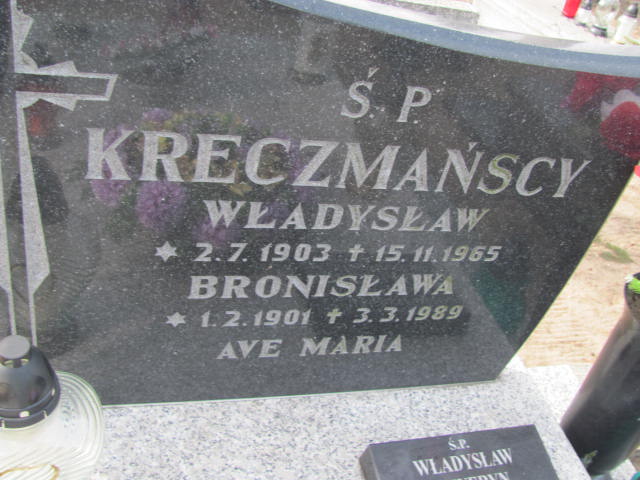 Ś. P.
KRECZMAŃSCY
WŁADYSŁAW
✶ 2.7.1903 ✝ 15.11.1965
BRONISŁAWA
✶ 1.2.1901 ✝ 3.3.1989
AVE MARIA
Ś.P.
WŁADYSŁAW